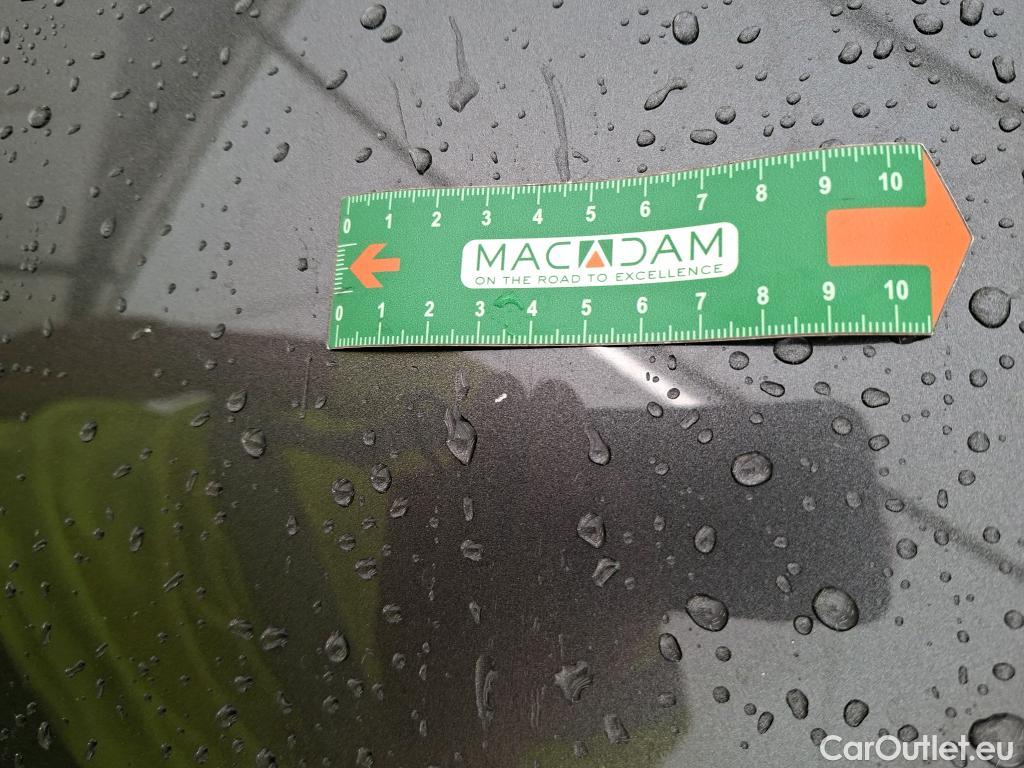 0 1 2 3 4 5 6 7 8 9 10
MACADAM
ON THE ROAD TO EXCELLENCE
0 1 2 3 4 5 6 7 8 9 10
CarOutlet.eu